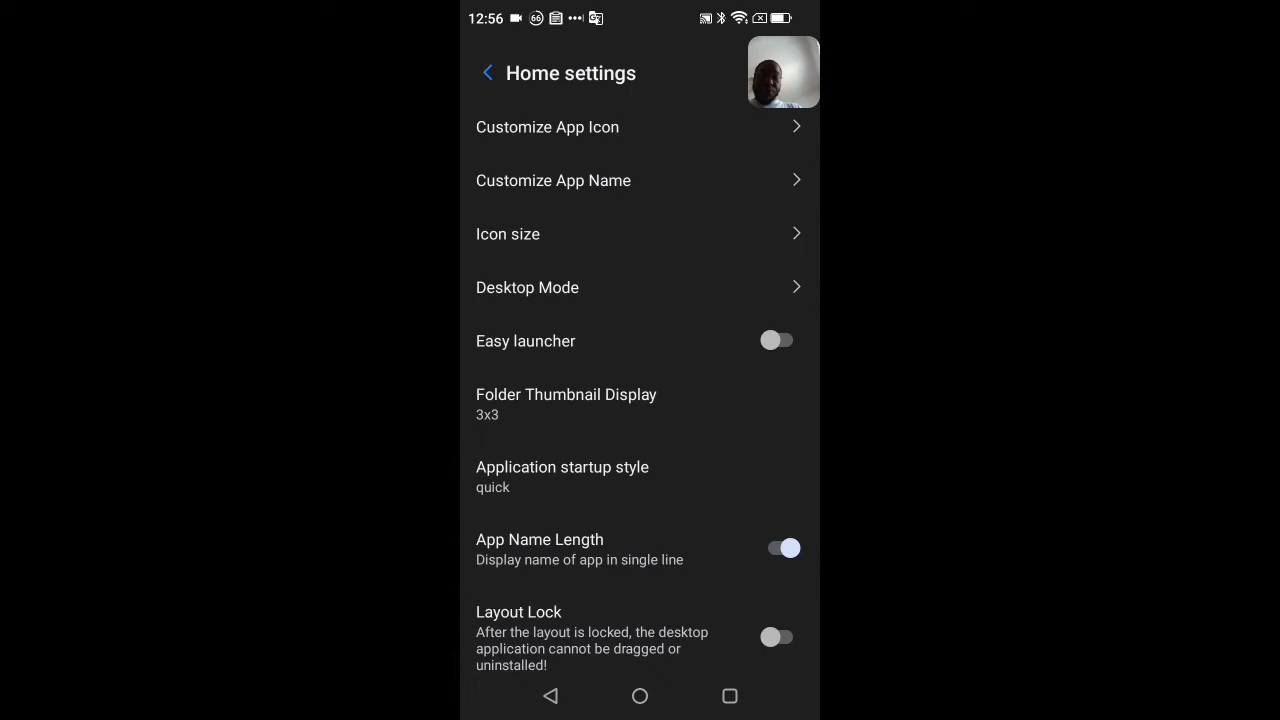 12:56 66
Home settings
Customize App Icon
Customize App Name
Icon size
Desktop Mode
Easy launcher
Folder Thumbnail Display
3x3
Application startup style
quick
App Name Length
Display name of app in single line
Layout Lock
After the layout is locked, the desktop
application cannot be dragged or
uninstalled!